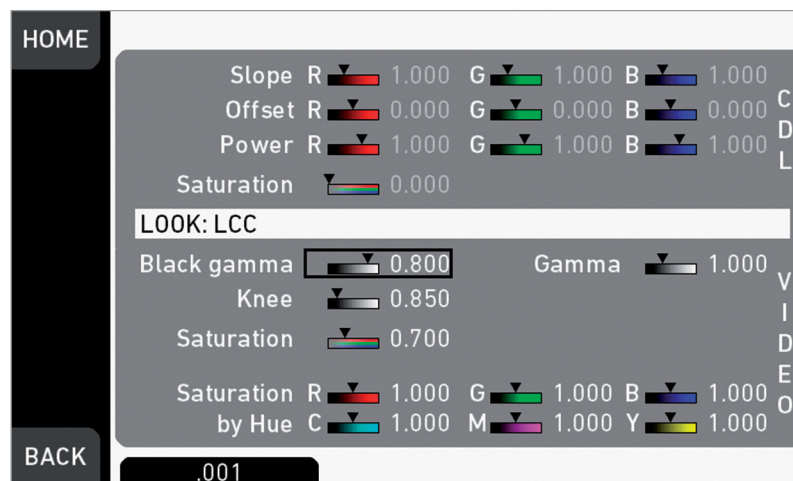 HOME
Slope R 1.000 G 1.000 B 1.000
Offset R 0.000 G 0.000 B 0.000
Power R 1.000 G 1.000 B 1.000
Saturation 0.000
CDL
LOOK: LCC
Black gamma 0.800 Gamma 1.000
Knee 0.850
Saturation 0.700
Saturation R 1.000 G 1.000 B 1.000
by Hue C 1.000 M 1.000 Y 1.000
VIDEO
BACK
.001